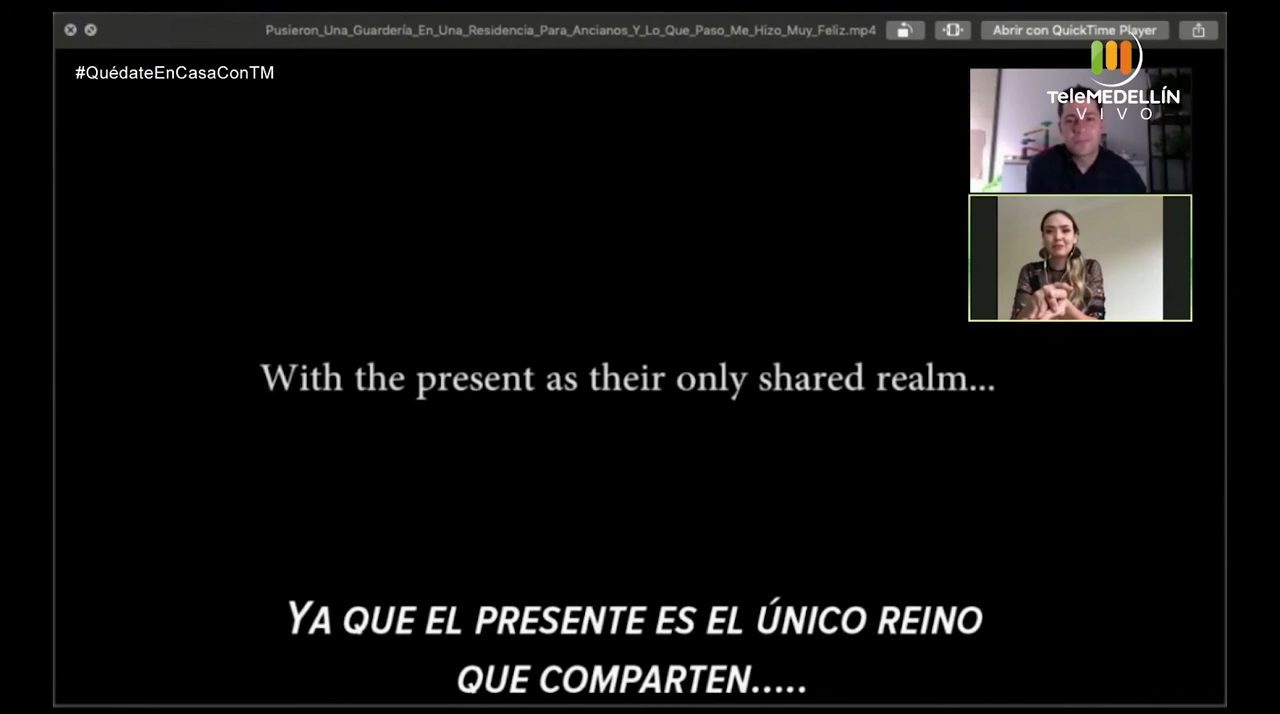 Pusieron_Una_Guardería_En_Una_Residencia_Para_Ancianos_Y_Lo_Que_Paso_Me_Hizo_Muy_Feliz.mp4
Abrir con QuickTime Player
#QuédateEnCasaConTM
TeleMEDELLÍN
VIVO
With the present as their only shared realm...
YA QUE EL PRESENTE ES EL ÚNICO REINO
QUE COMPARTEN.....